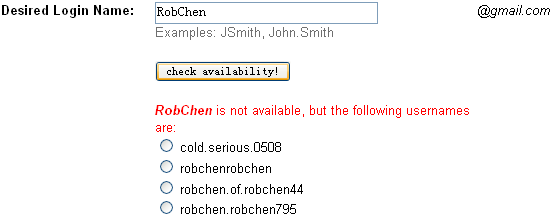 Desired Login Name: RobChen @gmail.com
Examples: JSmith, John.Smith
check availability!
RobChen is not available, but the following usernames
are:
cold.serious.0508
robchenrobchen
robchen.of.robchen44
robchen.robchen795